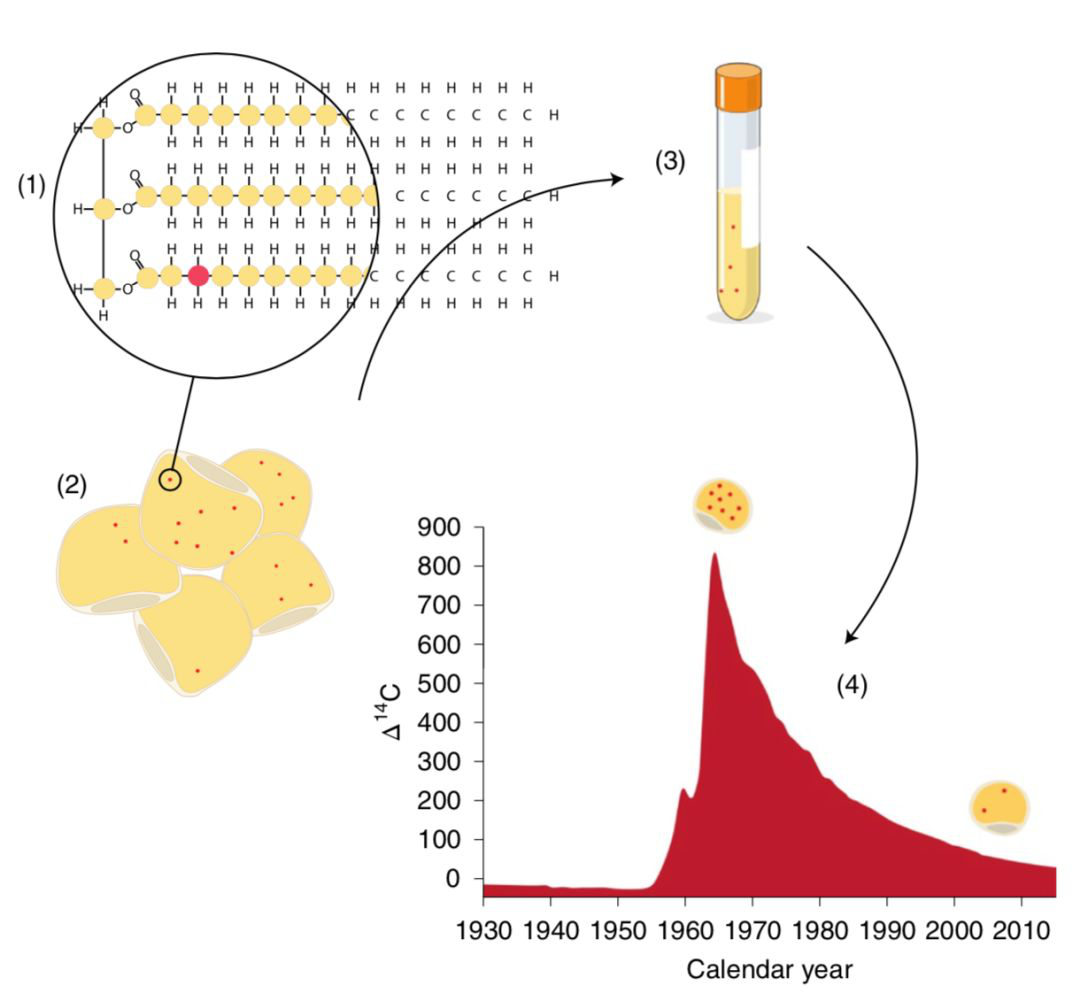 H H H H H H H H H H H H H H H
O
H
C C C C C C C C H
H O
H H H H H H H H H H H H H H H
H H H H H H H H H H H H H H H
O
(1)
C C C C C C H
H O
H H H H H H H H H H H H H H H
H H H H H H H H H H H H H H H
O
C C C C C C C H
H O
H H H H H H H H H H H H H H H
H
(3)
(2)
900
800
700
600
500
400
300
200
100
0
Δ¹⁴C
(4)
1930 1940 1950 1960 1970 1980 1990 2000 2010
Calendar year